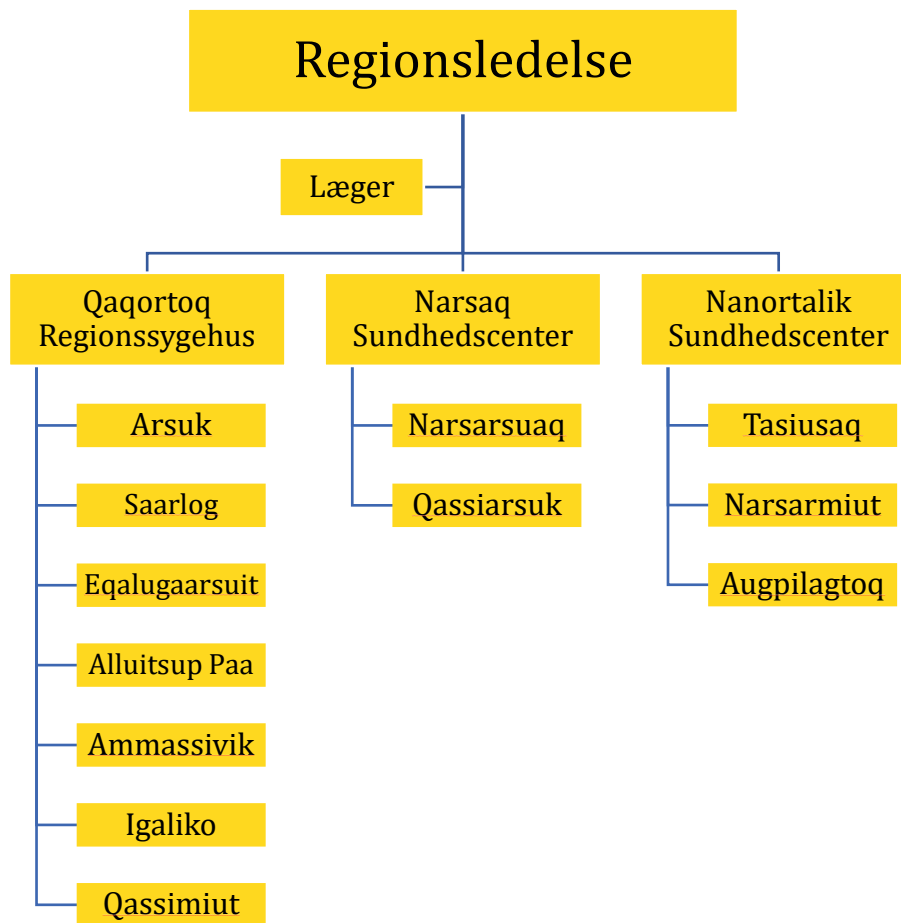 Regionsledelse
Læger
Qaqortoq
Regionssygehus
Arsuk
Saarlog
Eqalugaarsuit
Alluitsup Paa
Ammassivik
Igaliko
Qassimiut
Narsaq
Sundhedscenter
Narsarsuaq
Qassiarsuk
Nanortalik
Sundhedscenter
Tasiusaq
Narsarmiut
Augpilagtoq